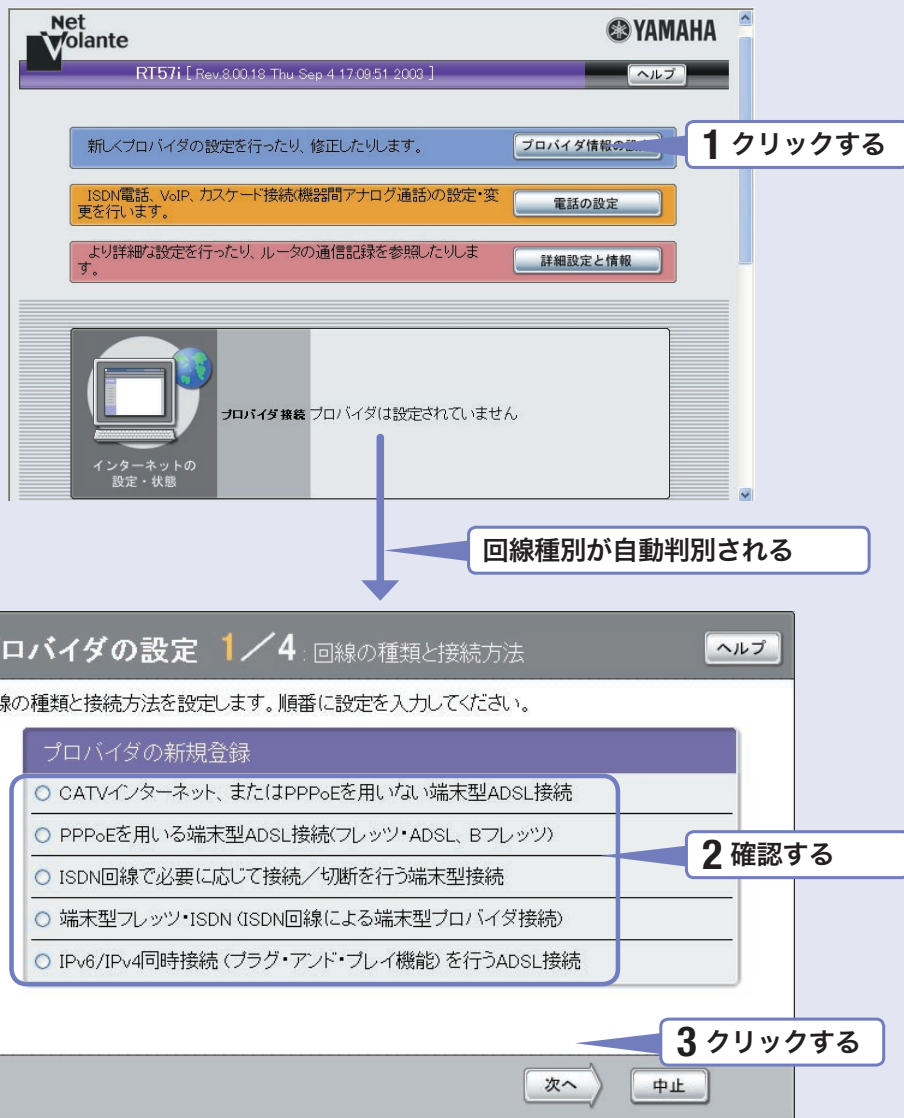 Net
Volante
YAMAHA
RT57i [ Rev.8.00.18 Thu Sep 4 17:09:51 2003 ]
ヘルプ
新しくプロバイダの設定を行ったり、修正したりします。
プロバイダ情報の
1 クリックする
ISDN電話、VoIP、カスケード接続(機器間アナログ通話)の設定・変
更を行います。
電話の設定
より詳細な設定を行ったり、ルータの通信記録を参照したりしま
す。
詳細設定と情報
プロバイダ接続 プロバイダは設定されていません
インターネットの
設定・状態
回線種別が自動判別される
ロバイダの設定 1/4 : 回線の種類と接続方法
ヘルプ
線の種類と接続方法を設定します。順番に設定を入力してください。
プロバイダの新規登録
CATVインターネット、またはPPPoEを用いない端末型ADSL接続
PPPoEを用いる端末型ADSL接続(フレッツ・ADSL、Bフレッツ)
2 確認する
ISDN回線で必要に応じて接続/切断を行う端末型接続
端末型フレッツ・ISDN (ISDN回線による端末型プロバイダ接続)
IPv6/IPv4同時接続 (プラグ・アンド・プレイ機能) を行うADSL接続
3 クリックする
次へ
中止